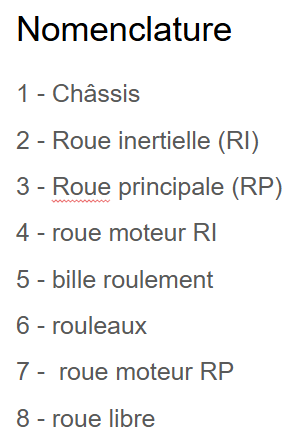 Nomenclature
1 - Châssis
2 - Roue inertielle (RI)
3 - Roue principale (RP)
4 - roue moteur RI
5 - bille roulement
6 - rouleaux
7 -  roue moteur RP
8 - roue libre